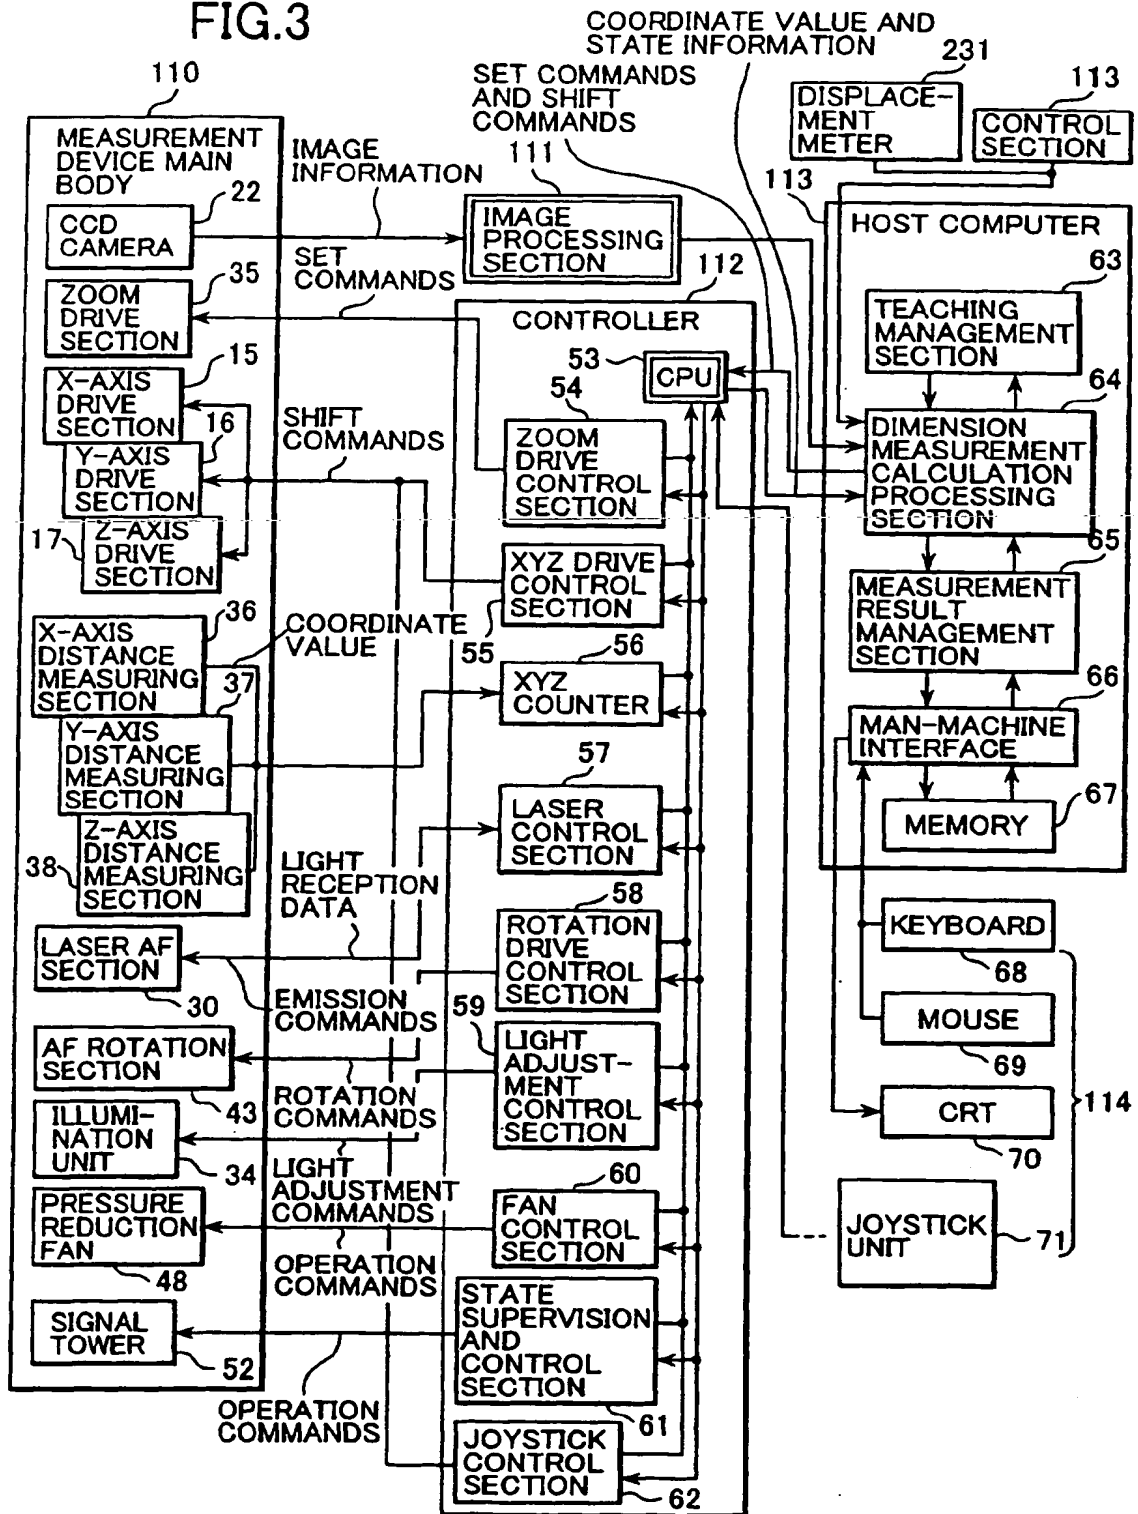 FIG.3
COORDINATE VALUE AND
STATE INFORMATION
SET COMMANDS
AND SHIFT
COMMANDS
231
DISPLACE-
MENT
METER
113
CONTROL
SECTION
110
MEASUREMENT
DEVICE MAIN
BODY
IMAGE
INFORMATION
111
IMAGE
PROCESSING
SECTION
113
HOST COMPUTER
22
CCD
CAMERA
SET
COMMANDS
112
CONTROLLER
63
TEACHING
MANAGEMENT
SECTION
35
ZOOM
DRIVE
SECTION
53
CPU
15
X-AXIS
DRIVE
SECTION
54
ZOOM
DRIVE
CONTROL
SECTION
64
DIMENSION
MEASUREMENT
CALCULATION
PROCESSING
SECTION
16
Y-AXIS
DRIVE
SECTION
SHIFT
COMMANDS
17
Z-AXIS
DRIVE
SECTION
XYZ DRIVE
CONTROL
SECTION
55
65
MEASUREMENT
RESULT
MANAGEMENT
SECTION
36
X-AXIS
DISTANCE
MEASURING
SECTION
COORDINATE
VALUE
56
XYZ
COUNTER
66
MAN-MACHINE
INTERFACE
37
Y-AXIS
DISTANCE
MEASURING
SECTION
57
LASER
CONTROL
SECTION
67
MEMORY
38
Z-AXIS
DISTANCE
MEASURING
SECTION
LIGHT
RECEPTION
DATA
58
ROTATION
DRIVE
CONTROL
SECTION
KEYBOARD
68
LASER AF
SECTION
30
EMISSION
COMMANDS
59
LIGHT
ADJUST-
MENT
CONTROL
SECTION
MOUSE
69
AF ROTATION
SECTION
43
ROTATION
COMMANDS
CRT
70
114
ILLUMI-
NATION
UNIT
34
LIGHT
ADJUSTMENT
COMMANDS
60
FAN
CONTROL
SECTION
JOYSTICK
UNIT
71
PRESSURE
REDUCTION
FAN
48
OPERATION
COMMANDS
STATE
SUPERVISION
AND
CONTROL
SECTION
61
SIGNAL
TOWER
52
OPERATION
COMMANDS
JOYSTICK
CONTROL
SECTION
62